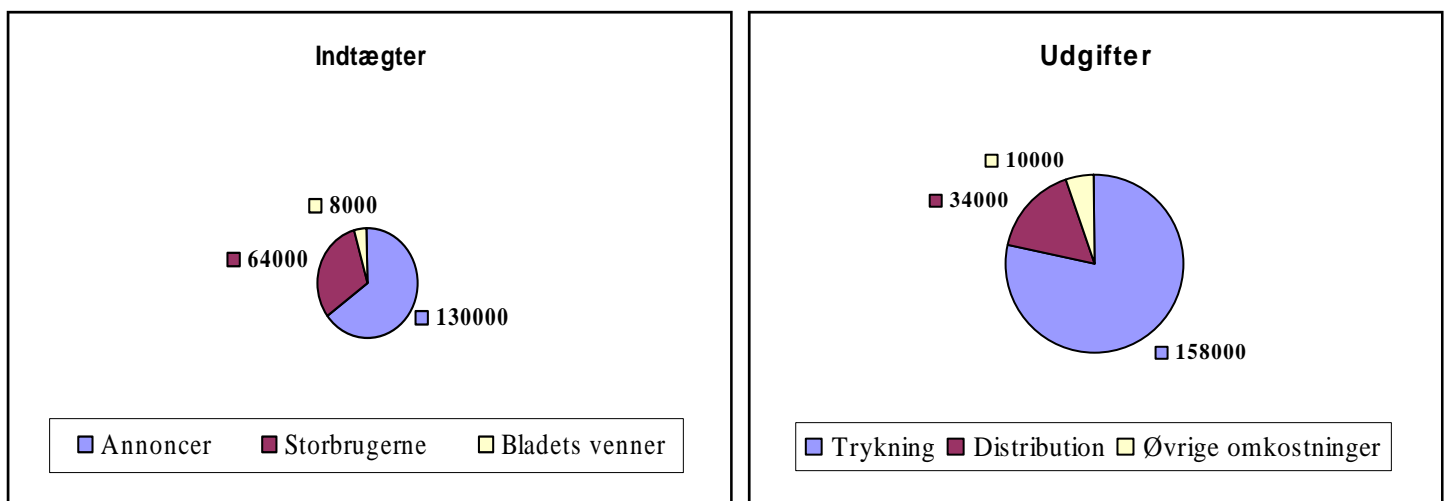 Indtægter
8000
64000
130000
Annoncer Storbrugerne Bladets venner
Udgifter
10000
34000
158000
Trykning Distribution Øvrige omkostninger